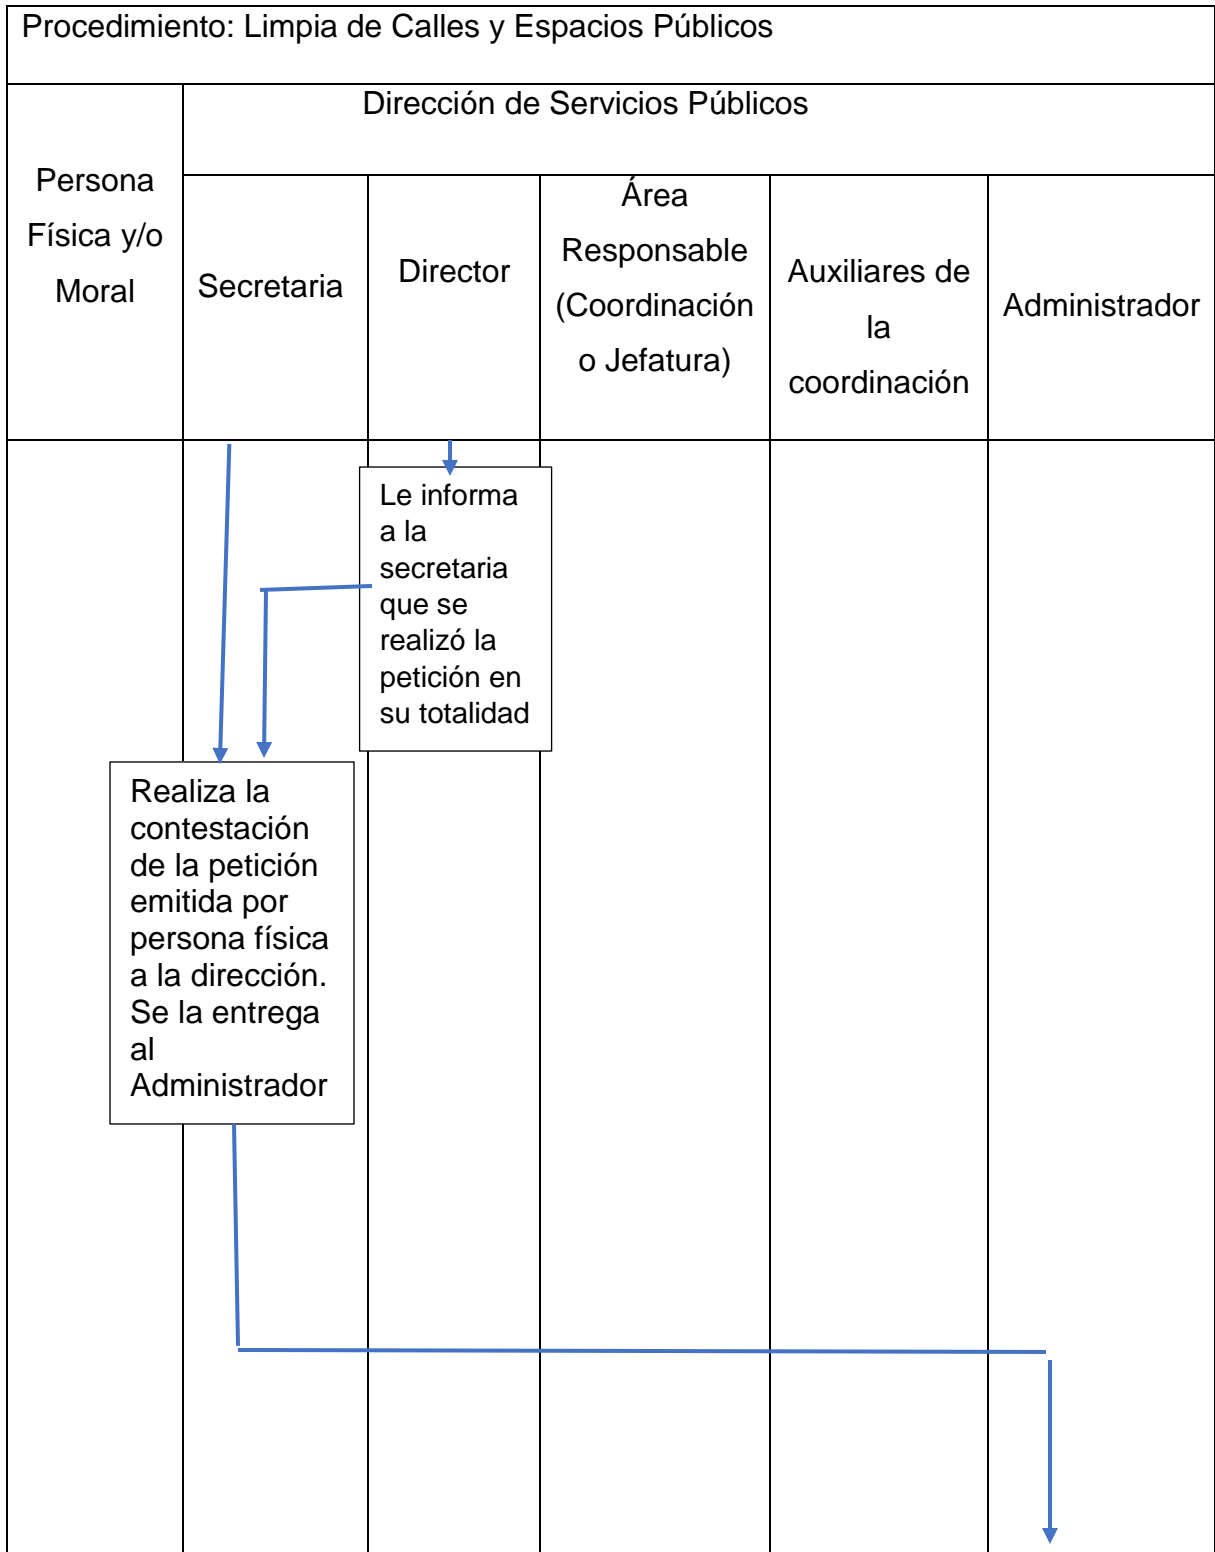 Procedimiento: Limpia de Calles y Espacios Públicos
Dirección de Servicios Públicos
Persona
Física y/o
Moral
Secretaria
Director
Área
Responsable
(Coordinación
o Jefatura)
Auxiliares de
la
coordinación
Administrador
Le informa
a la
secretaria
que se
realizó la
petición en
su totalidad
Realiza la
contestación
de la petición
emitida por
persona física
a la dirección.
Se la entrega
al
Administrador